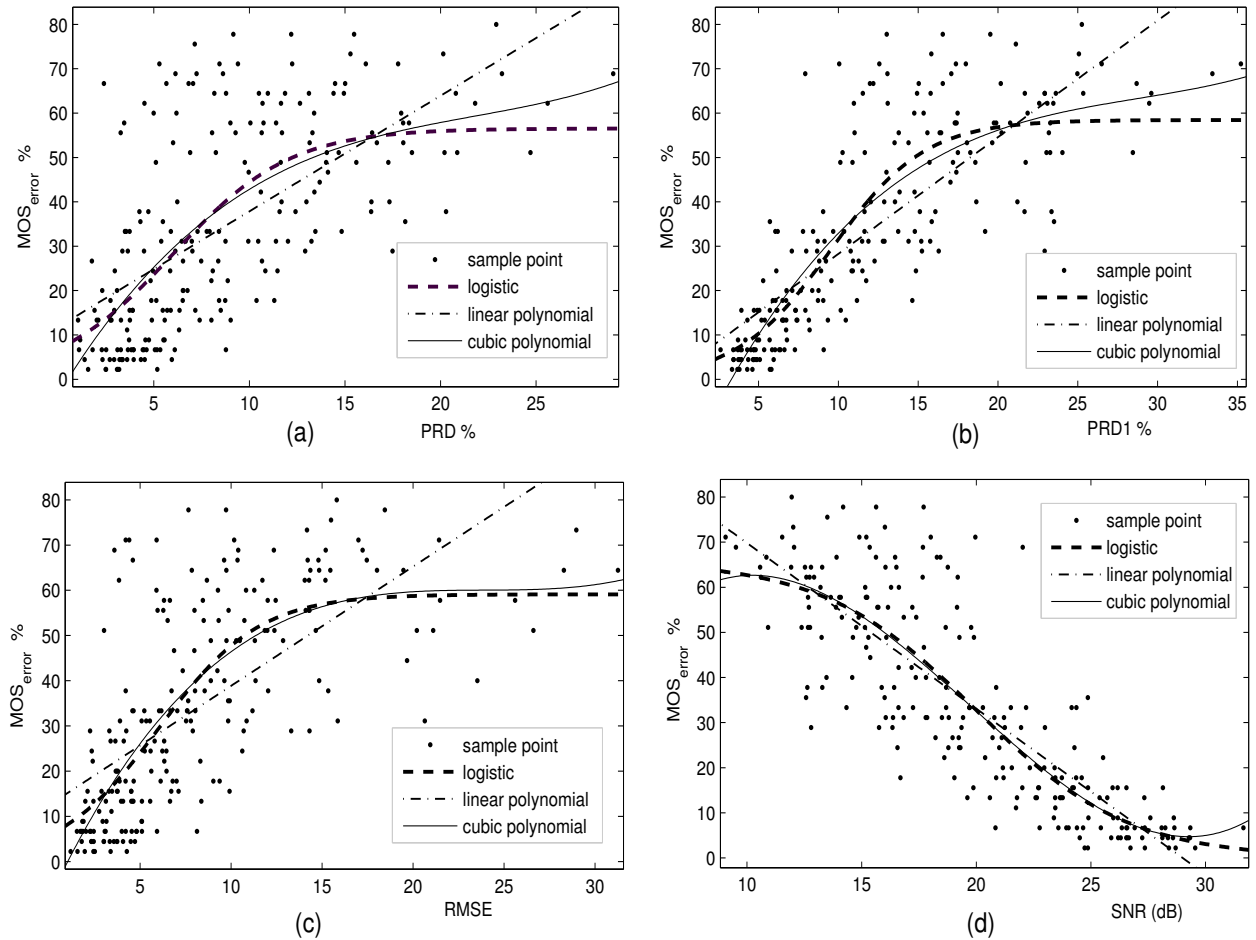 80
70
60
50
40
30
20
10
0
MOS_error %
5
10
15
20
25
PRD %
(a)
sample point
logistic
linear polynomial
cubic polynomial
80
70
60
50
40
30
20
10
0
MOS_error %
5
10
15
20
25
30
35
PRD1 %
(b)
sample point
logistic
linear polynomial
cubic polynomial
80
70
60
50
40
30
20
10
0
MOS_error %
5
10
15
20
25
30
RMSE
(c)
sample point
logistic
linear polynomial
cubic polynomial
80
70
60
50
40
30
20
10
0
MOS_error %
10
15
20
25
30
SNR (dB)
(d)
sample point
logistic
linear polynomial
cubic polynomial